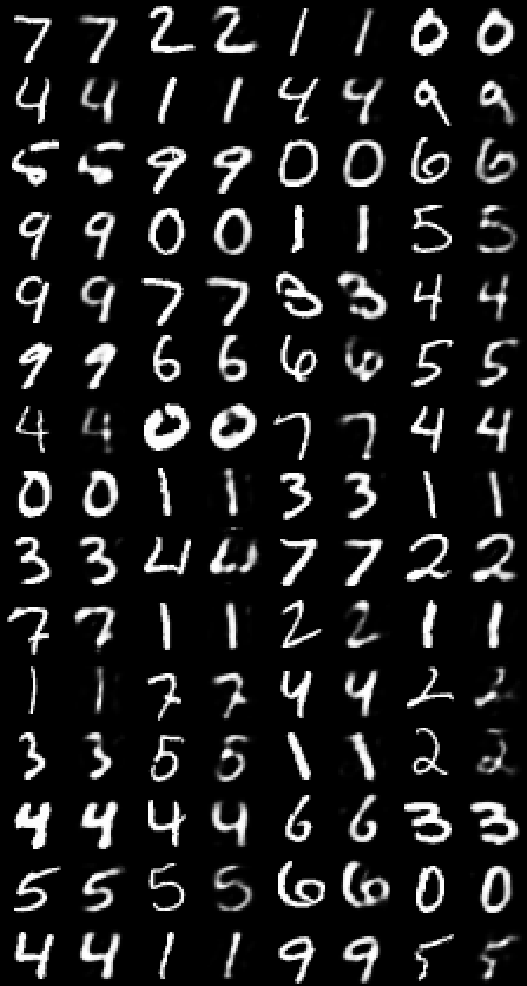 7 7 2 2 1 1 0 0
4 4 1 1 4 4 9 9
5 5 9 9 0 0 6 6
9 9 0 0 1 1 5 5
9 9 7 7 3 3 4 4
9 9 6 6 6 6 5 5
4 4 0 0 7 7 4 4
0 0 1 1 3 3 1 1
3 3 4 4 7 7 2 2
7 7 1 1 2 2 1 1
1 1 7 7 4 4 2 2
3 3 5 5 1 1 2 2
4 4 4 4 6 6 3 3
5 5 5 5 6 6 0 0
4 4 1 1 9 9 5 5